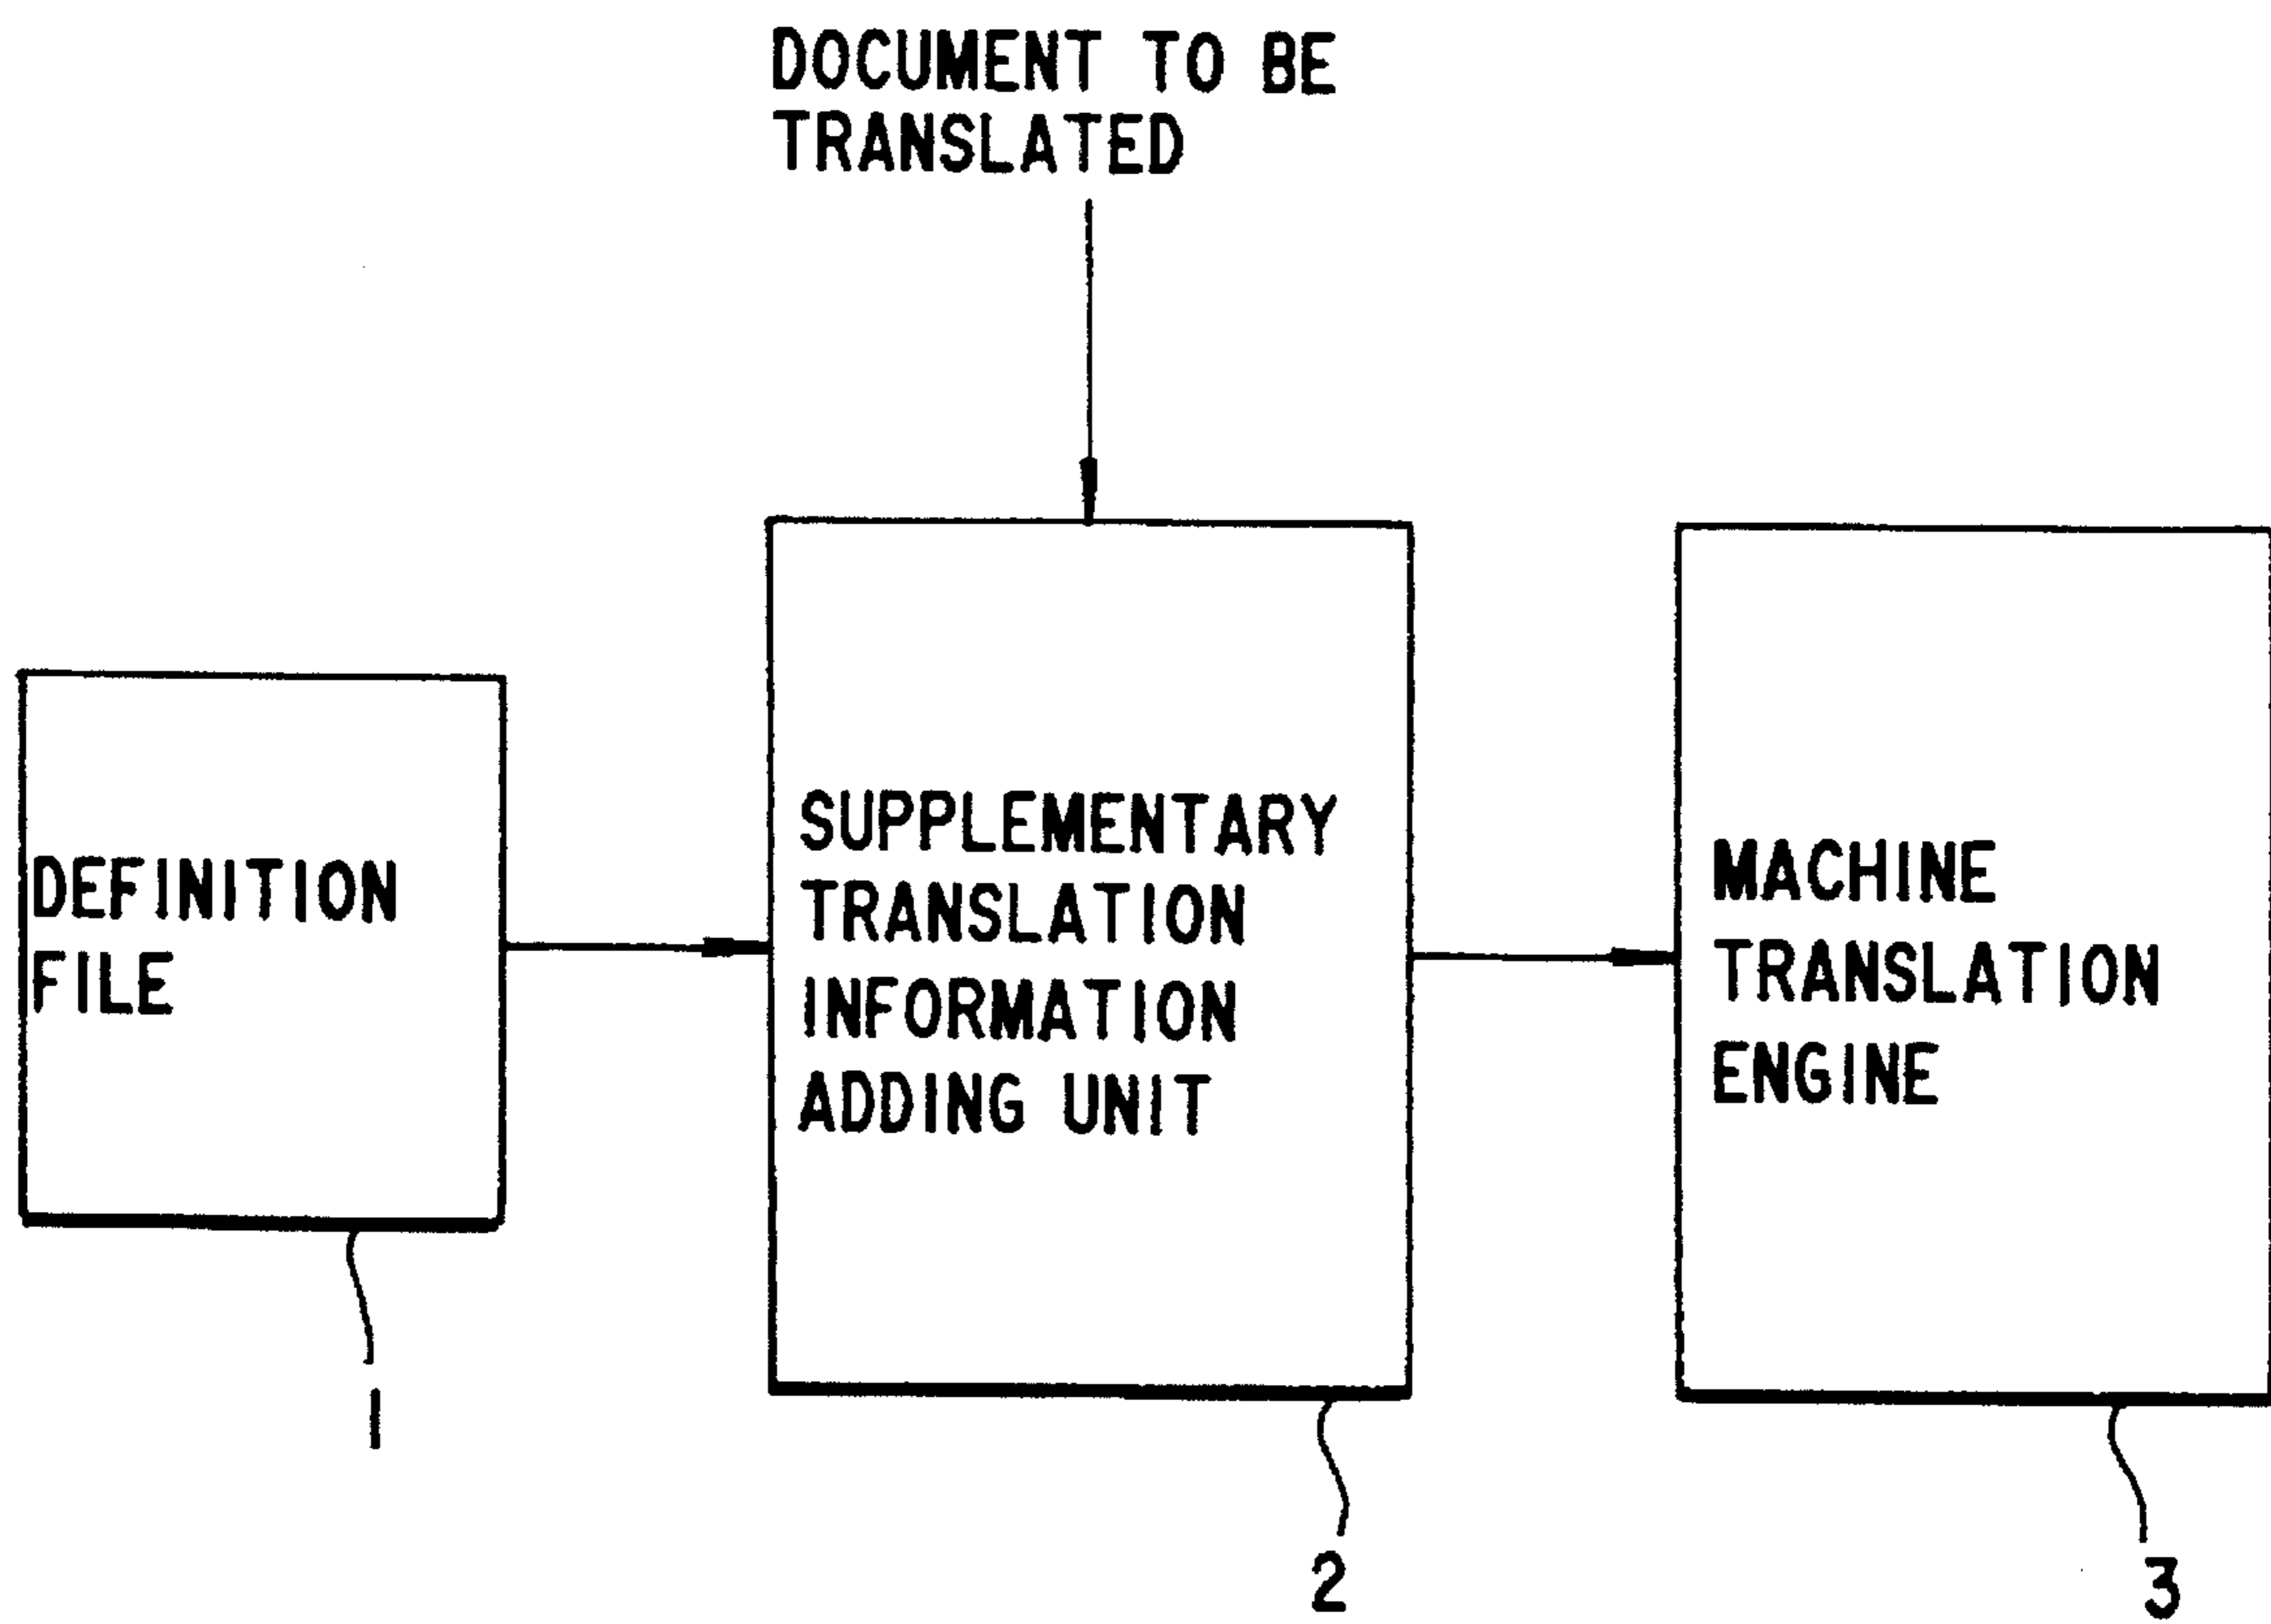 DOCUMENT TO BE
TRANSLATED
DEFINITION
FILE
1
SUPPLEMENTARY
TRANSLATION
INFORMATION
ADDING UNIT
2
MACHINE
TRANSLATION
ENGINE
3